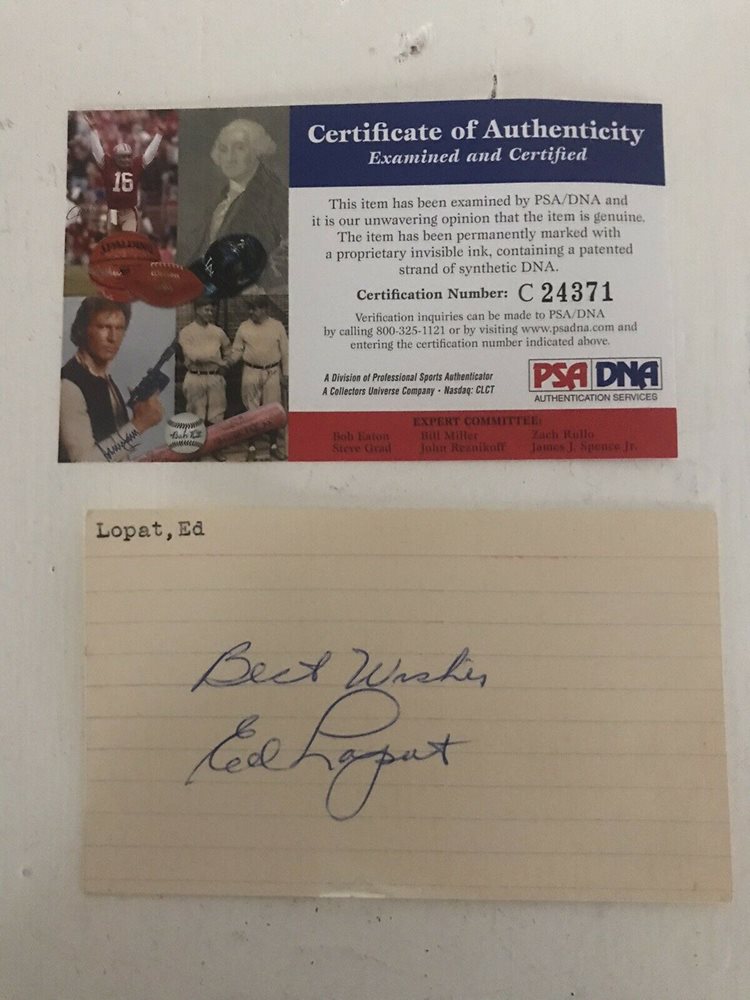 16
SPALDING
Certificate of Authenticity
Examined and Certified
This item has been examined by PSA/DNA and
it is our unwavering opinion that the item is genuine.
The item has been permanently marked with
a proprietary invisible ink, containing a patented
strand of synthetic DNA.
Certification Number: C 24371
Verification inquiries can be made to PSA/DNA
by calling 800-325-1121 or by visiting www.psadna.com and
entering the certification number indicated above.
A Division of Professional Sports Authenticator
A Collectors Universe Company - Nasdaq: CLCT
PSA DNA
AUTHENTICATION SERVICES
EXPERT COMMITTEE:
Bob Eaton Bill Miller Zach Rullo
Steve Grad John Reznikoff James J. Spence Jr.
Babe Ruth
Lopat,Ed
Best Wishes
Ed Lopat